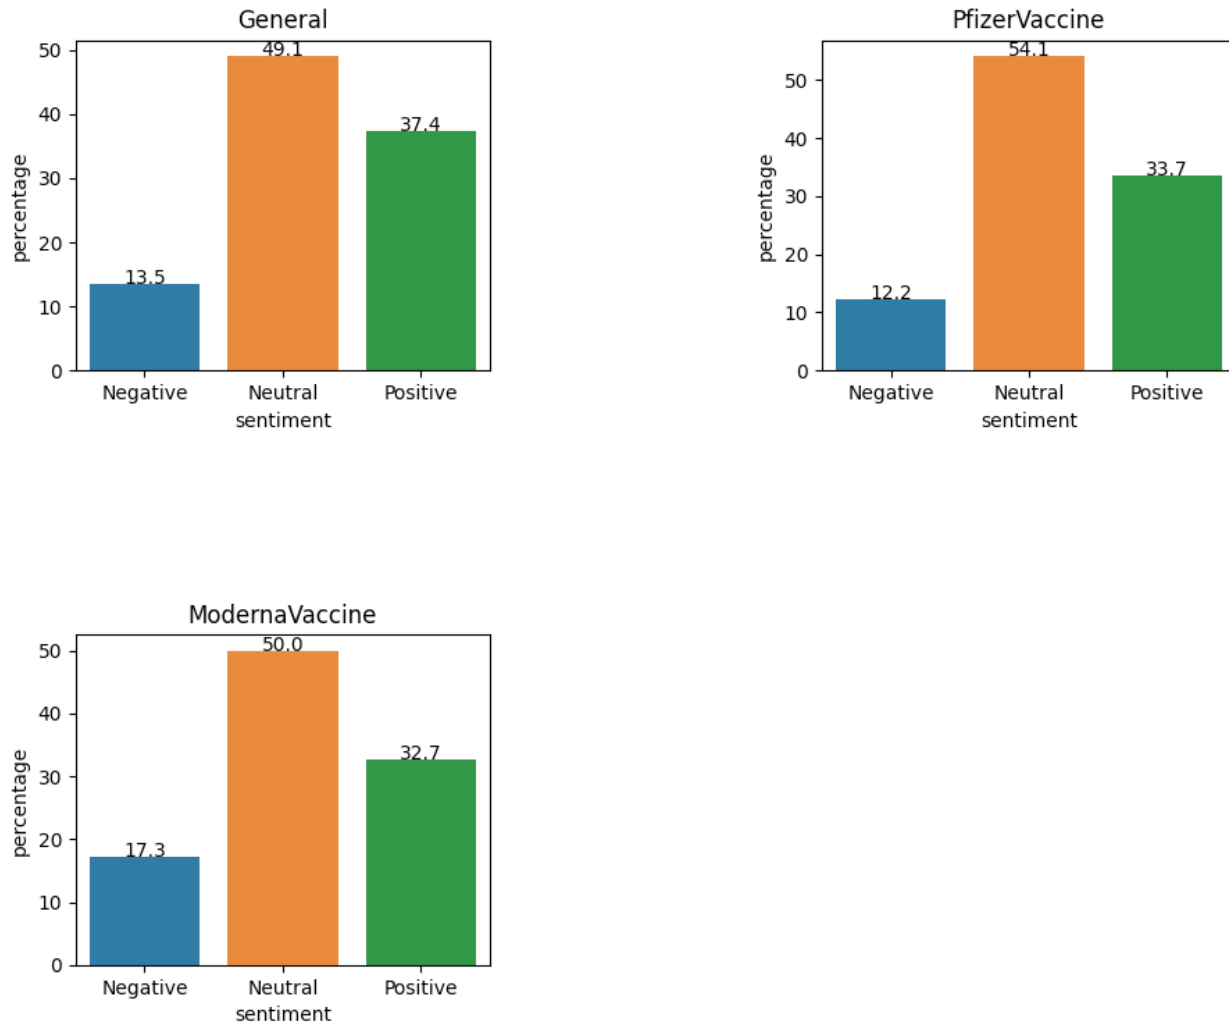 General
50
40
30
20
10
0
percentage
13.5
49.1
37.4
Negative Neutral Positive
sentiment
PfizerVaccine
50
40
30
20
10
0
percentage
12.2
54.1
33.7
Negative Neutral Positive
sentiment
ModernaVaccine
50
40
30
20
10
0
percentage
17.3
50.0
32.7
Negative Neutral Positive
sentiment